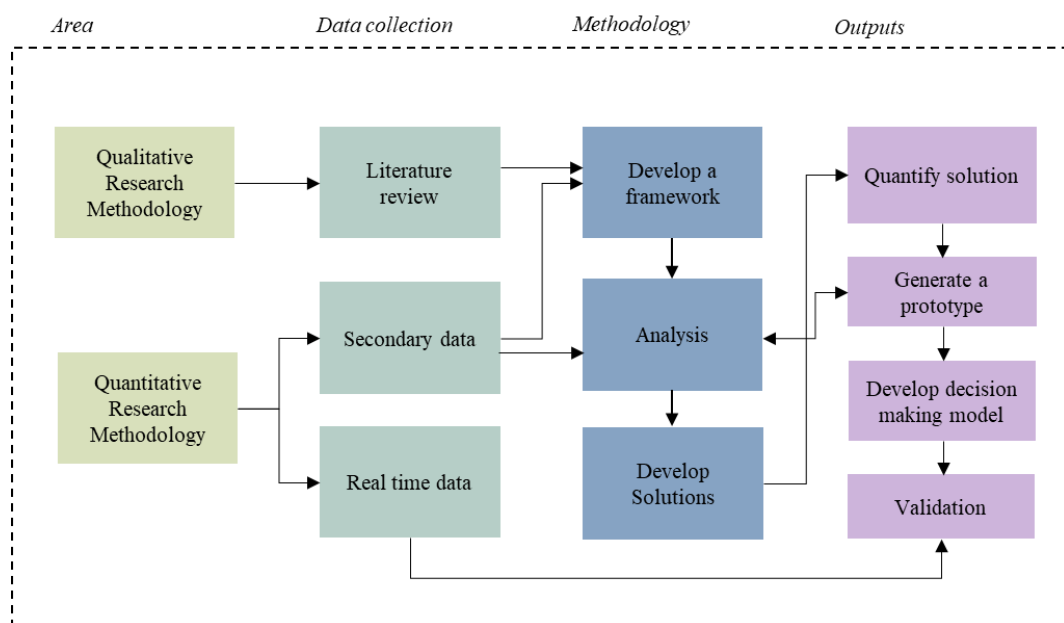 Area
Data collection
Methodology
Outputs
Qualitative
Research
Methodology
Literature
review
Develop a
framework
Quantify solution
Generate a
prototype
Secondary data
Analysis
Quantitative
Research
Methodology
Develop decision
making model
Real time data
Develop
Solutions
Validation